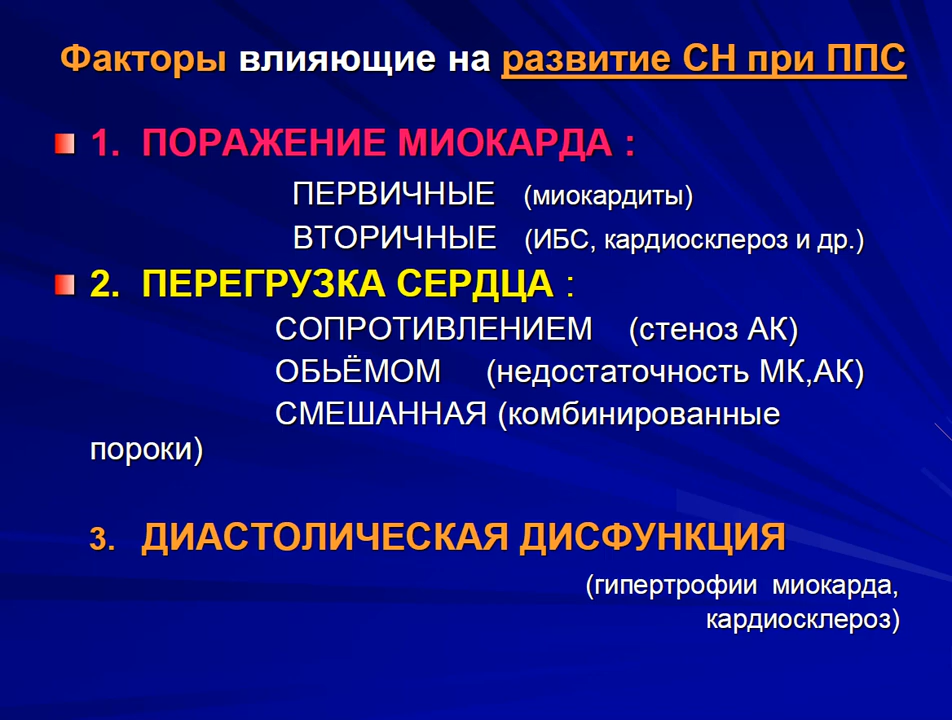 Факторы влияющие на развитие СН при ППС
1. ПОРАЖЕНИЕ МИОКАРДА :
ПЕРВИЧНЫЕ (миокардиты)
ВТОРИЧНЫЕ (ИБС, кардиосклероз и др.)
2. ПЕРЕГРУЗКА СЕРДЦА :
СОПРОТИВЛЕНИЕМ (стеноз АК)
ОБЬЁМОМ (недостаточность МК,АК)
СМЕШАННАЯ (комбинированные
пороки)
3. ДИАСТОЛИЧЕСКАЯ ДИСФУНКЦИЯ
(гипертрофии миокарда,
кардиосклероз)